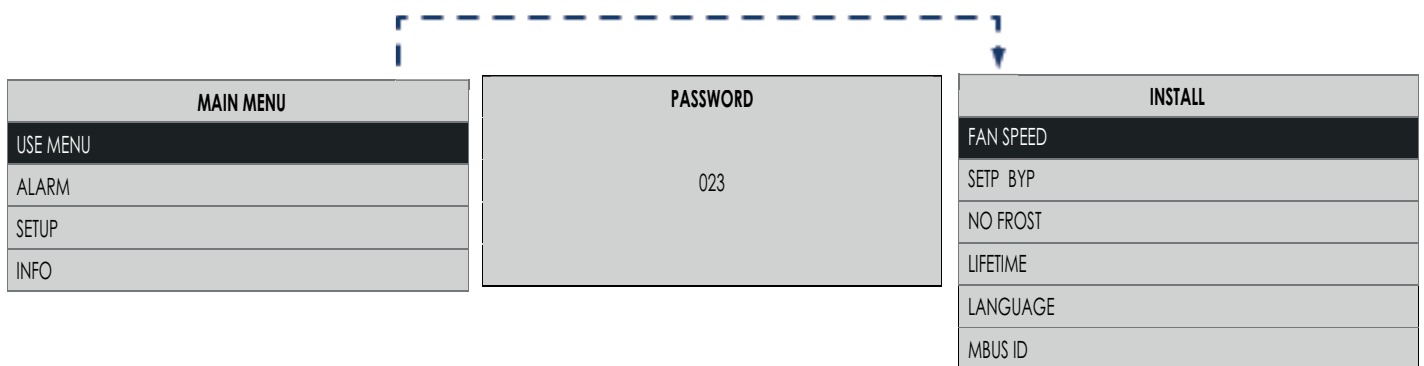 MAIN MENU
USE MENU
ALARM
SETUP
INFO
PASSWORD
023
INSTALL
FAN SPEED
SETP BYP
NO FROST
LIFETIME
LANGUAGE
MBUS ID